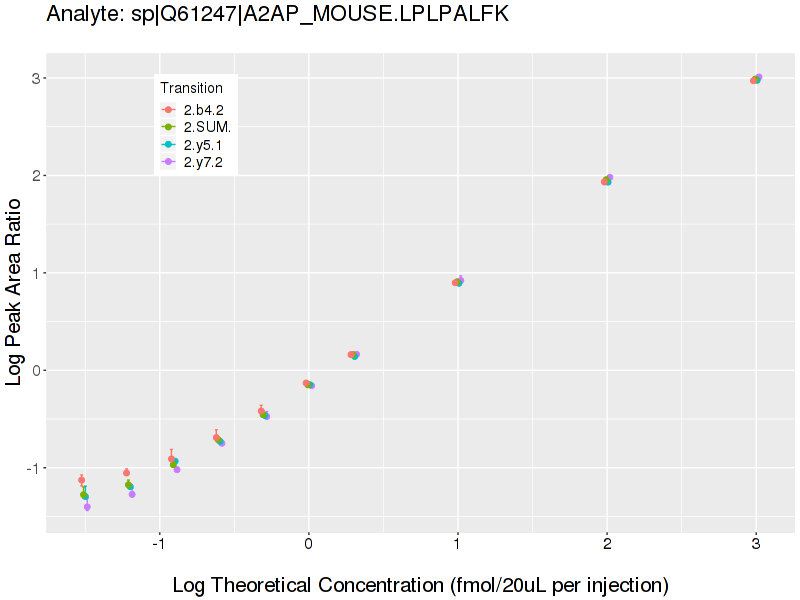 Analyte: sp|Q61247|A2AP_MOUSE.LPLPALFK
Transition
2.b4.2
2.SUM.
2.y5.1
2.y7.2
Log Peak Area Ratio
3
2
1
0
-1
-1 0 1 2 3
Log Theoretical Concentration (fmol/20uL per injection)